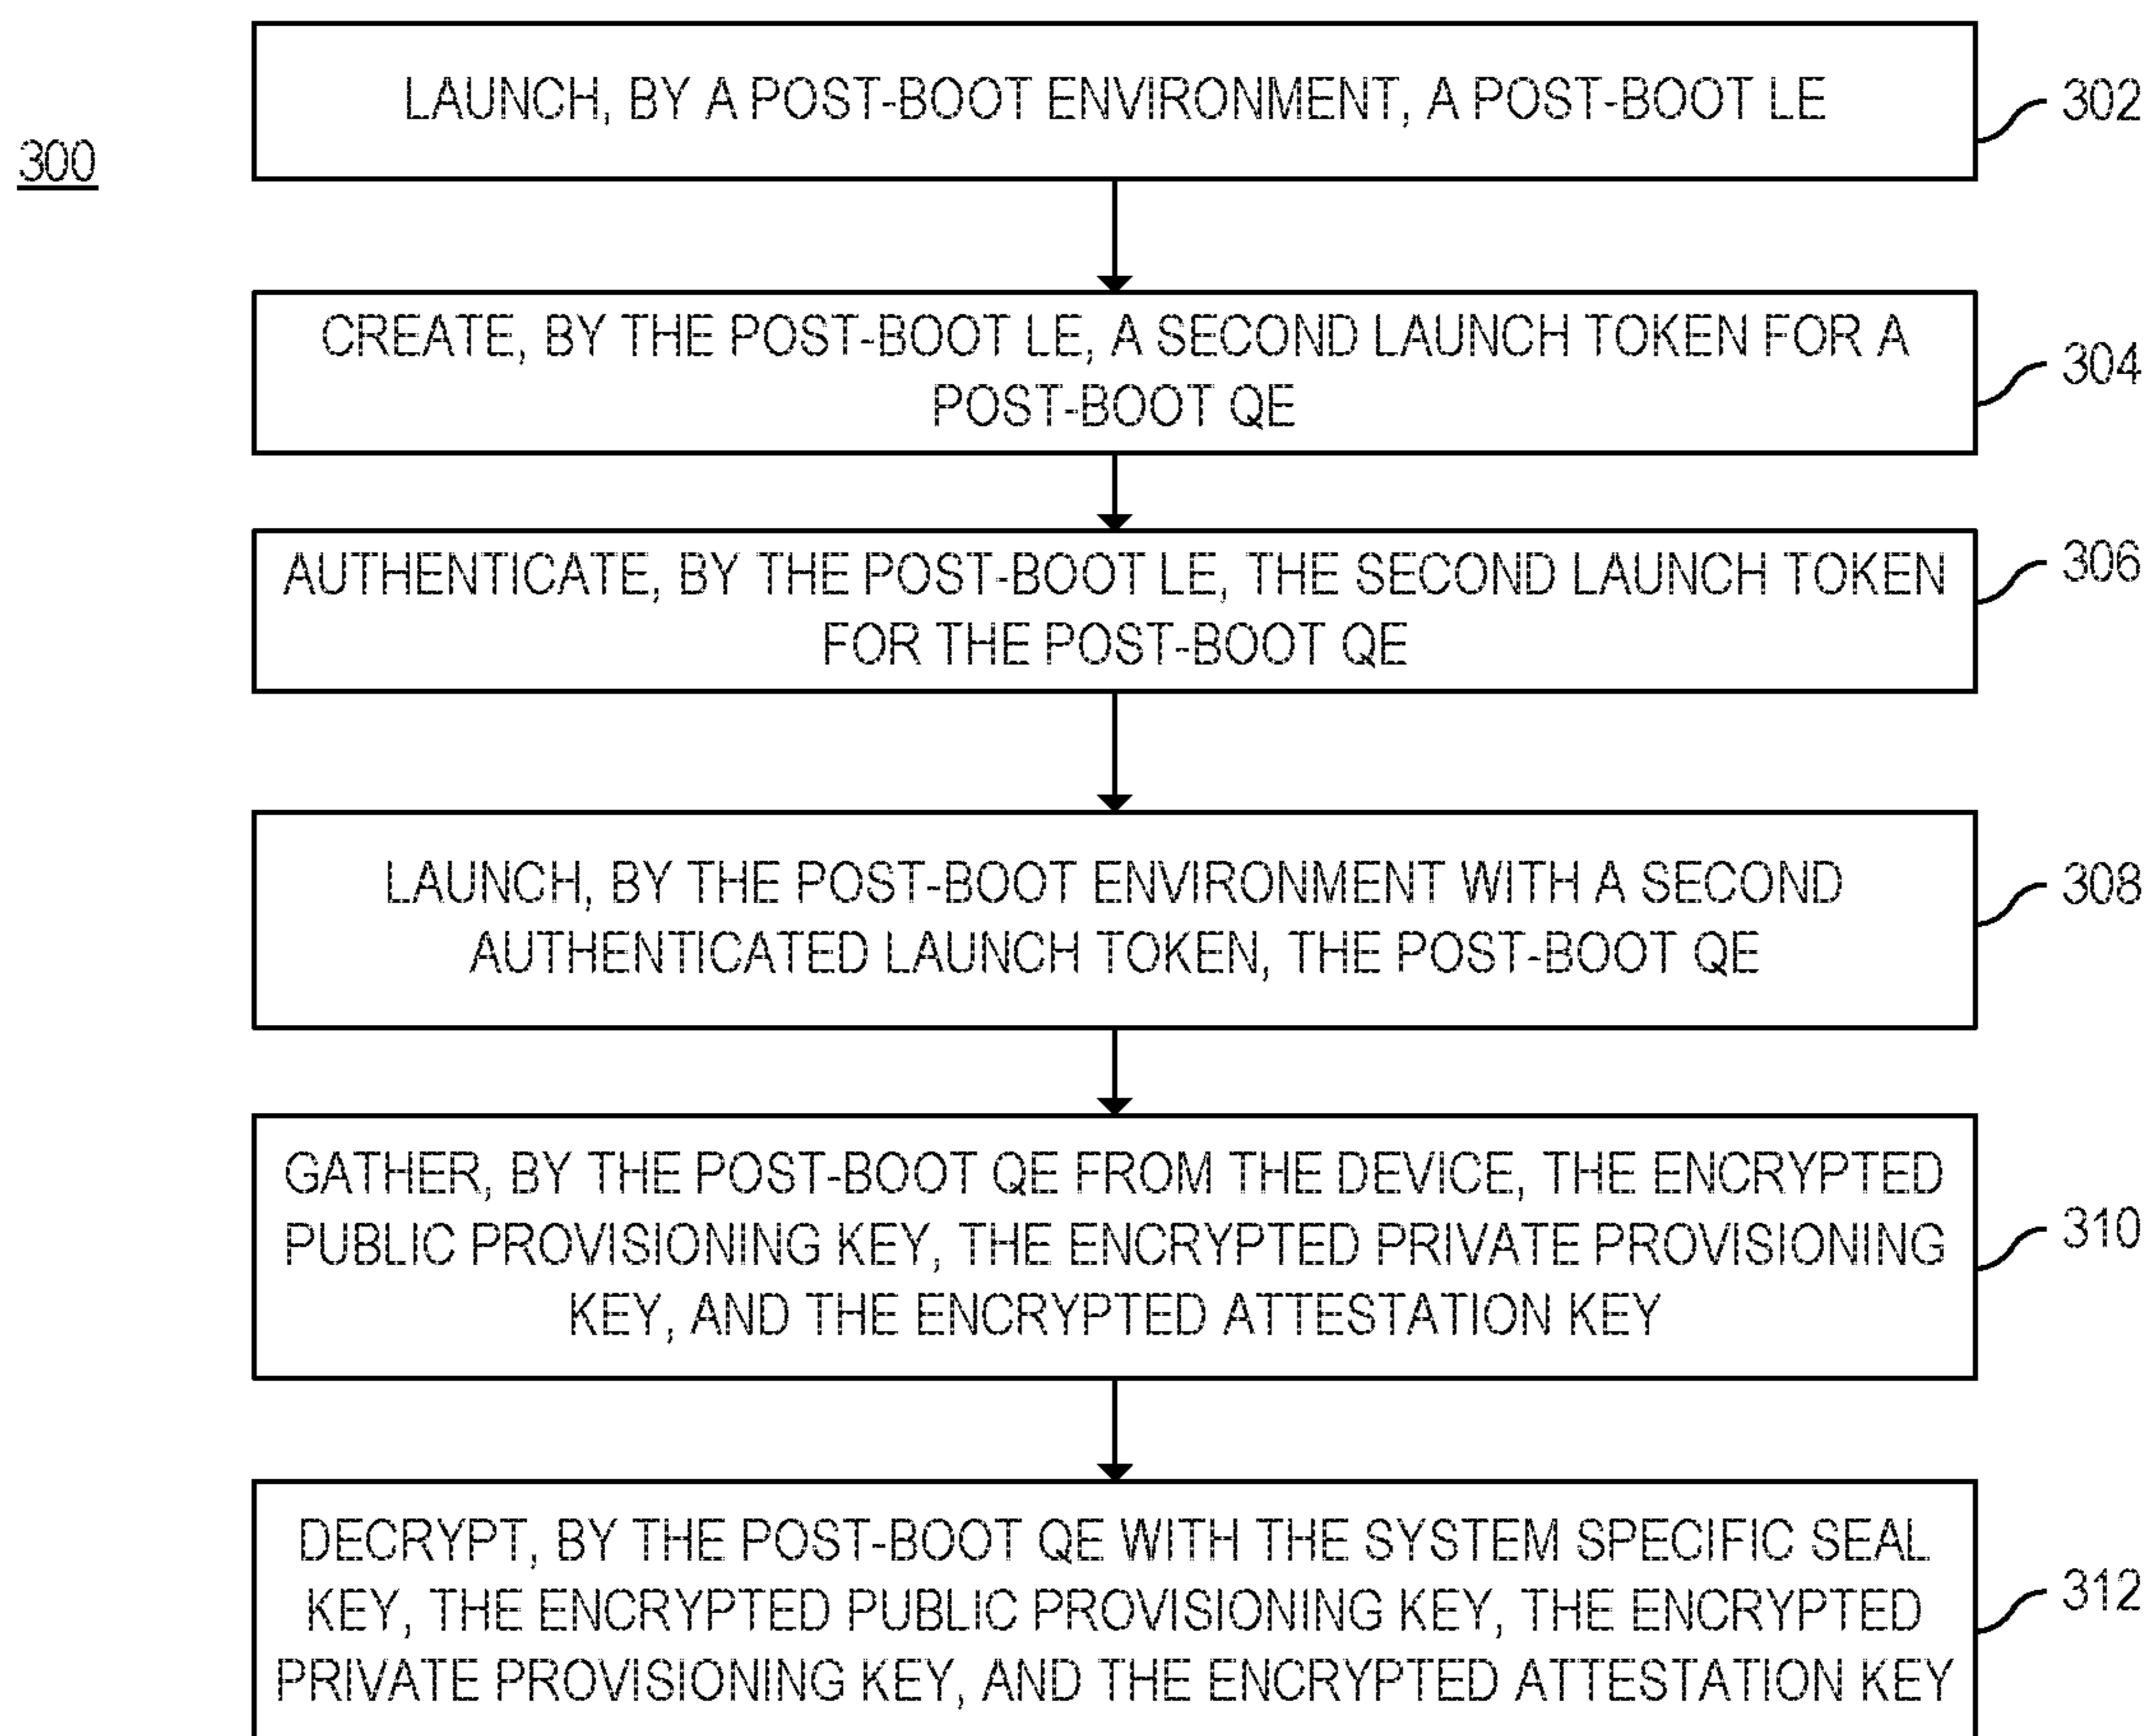 300
LAUNCH, BY A POST-BOOT ENVIRONMENT, A POST-BOOT LE
302
CREATE, BY THE POST-BOOT LE, A SECOND LAUNCH TOKEN FOR A
POST-BOOT QE
304
AUTHENTICATE, BY THE POST-BOOT LE, THE SECOND LAUNCH TOKEN
FOR THE POST-BOOT QE
306
LAUNCH, BY THE POST-BOOT ENVIRONMENT WITH A SECOND
AUTHENTICATED LAUNCH TOKEN, THE POST-BOOT QE
308
GATHER, BY THE POST-BOOT QE FROM THE DEVICE, THE ENCRYPTED
PUBLIC PROVISIONING KEY, THE ENCRYPTED PRIVATE PROVISIONING
KEY, AND THE ENCRYPTED ATTESTATION KEY
310
DECRYPT, BY THE POST-BOOT QE WITH THE SYSTEM SPECIFIC SEAL
KEY, THE ENCRYPTED PUBLIC PROVISIONING KEY, THE ENCRYPTED
PRIVATE PROVISIONING KEY, AND THE ENCRYPTED ATTESTATION KEY
312